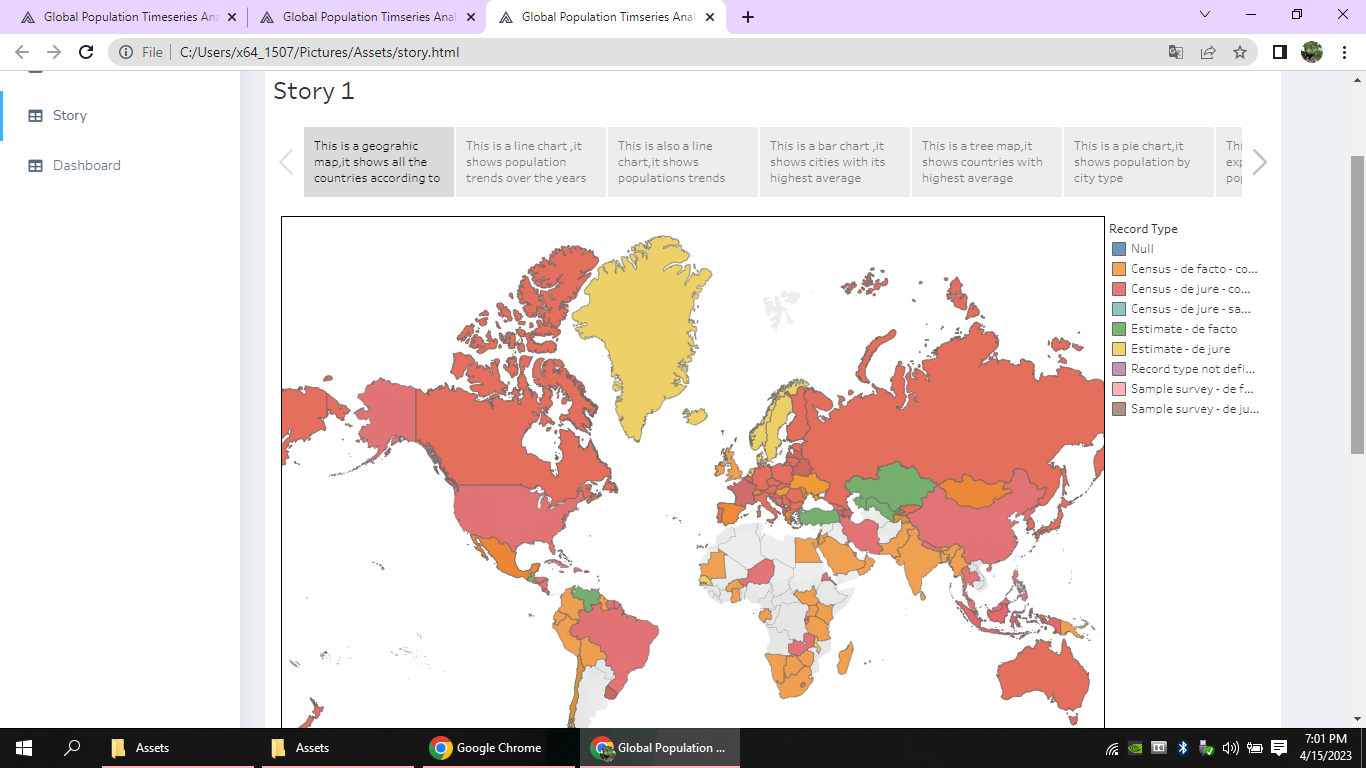 Global Population Timeseries Ana
Global Population Timseries Anal
Global Population Timseries Anal
File
C:/Users/x64_1507/Pictures/Assets/story.html
Story
Dashboard
Story 1
This is a geograhic
map,it shows all the
countries according to
This is a line chart ,it
shows population
trends over the years
This is also a line
chart,it shows
populations trends
This is a bar chart ,it
shows cities with its
highest average
This is a tree map,it
shows countries with
highest average
This is a pie chart,it
shows population by
city type
Thi
exp
pop
Record Type
Null
Census - de facto - co...
Census - de jure - co...
Census - de jure - sa...
Estimate - de facto
Estimate - de jure
Record type not defi...
Sample survey - de f...
Sample survey - de ju...
Assets
Assets
Google Chrome
Global Population ...
7:01 PM
4/15/2023